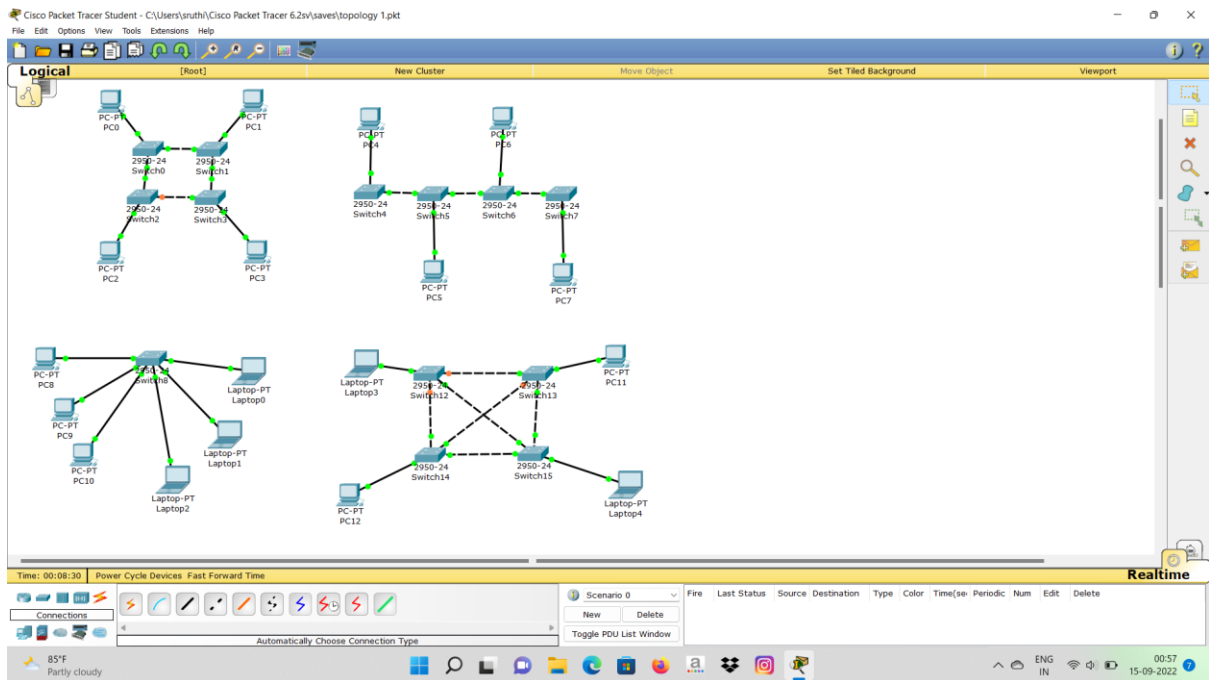 Cisco Packet Tracer Student - C:\Users\sruthi\Cisco Packet Tracer 6.2sv\saves\topology 1.pkt
File Edit Options View Tools Extensions Help
Logical [Root] New Cluster Move Object Set Tiled Background Viewport
PC-PT
PC0
PC-PT
PC1
2950-24
Switch0
2950-24
Switch1
2950-24
Switch2
2950-24
Switch3
PC-PT
PC2
PC-PT
PC3
PC-PT
PC4
PC-PT
PC6
2950-24
Switch4
2950-24
Switch5
2950-24
Switch6
2950-24
Switch7
PC-PT
PC5
PC-PT
PC7
PC-PT
PC8
2950-24
Switch8
Laptop-PT
Laptop0
PC-PT
PC9
Laptop-PT
Laptop1
PC-PT
PC10
Laptop-PT
Laptop2
Laptop-PT
Laptop3
2950-24
Switch12
2950-24
Switch13
PC-PT
PC11
2950-24
Switch14
2950-24
Switch15
PC-PT
PC12
Laptop-PT
Laptop4
Time: 00:08:30 Power Cycle Devices Fast Forward Time
Realtime
Connections
Automatically Choose Connection Type
Scenario 0
New Delete
Toggle PDU List Window
Fire Last Status Source Destination Type Color Time(se Periodic Num Edit Delete
85°F
Partly cloudy
ENG
IN
00:57
15-09-2022
7